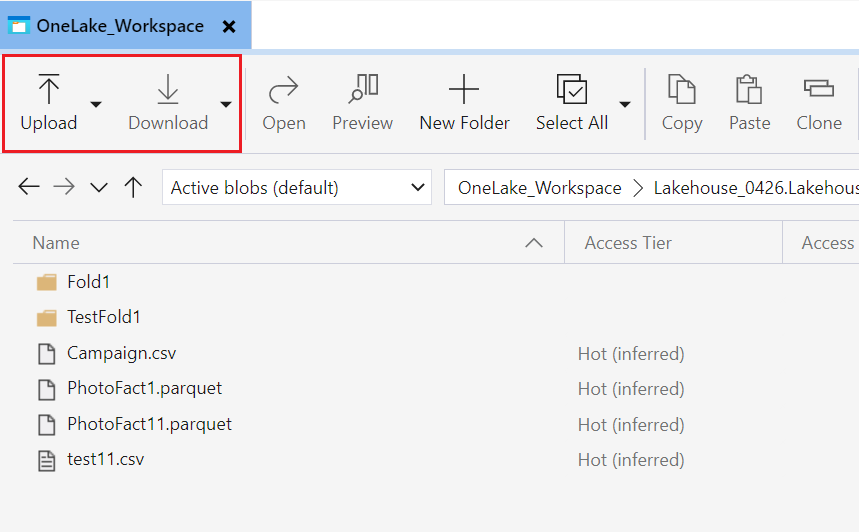 OneLake_Workspace
Upload Download Open Preview New Folder Select All Copy Paste Clone
Active blobs (default) OneLake_Workspace Lakehouse_0426.Lakehous
Name Access Tier Access
Fold1
TestFold1
Campaign.csv Hot (inferred)
PhotoFact1.parquet Hot (inferred)
PhotoFact11.parquet Hot (inferred)
test11.csv Hot (inferred)